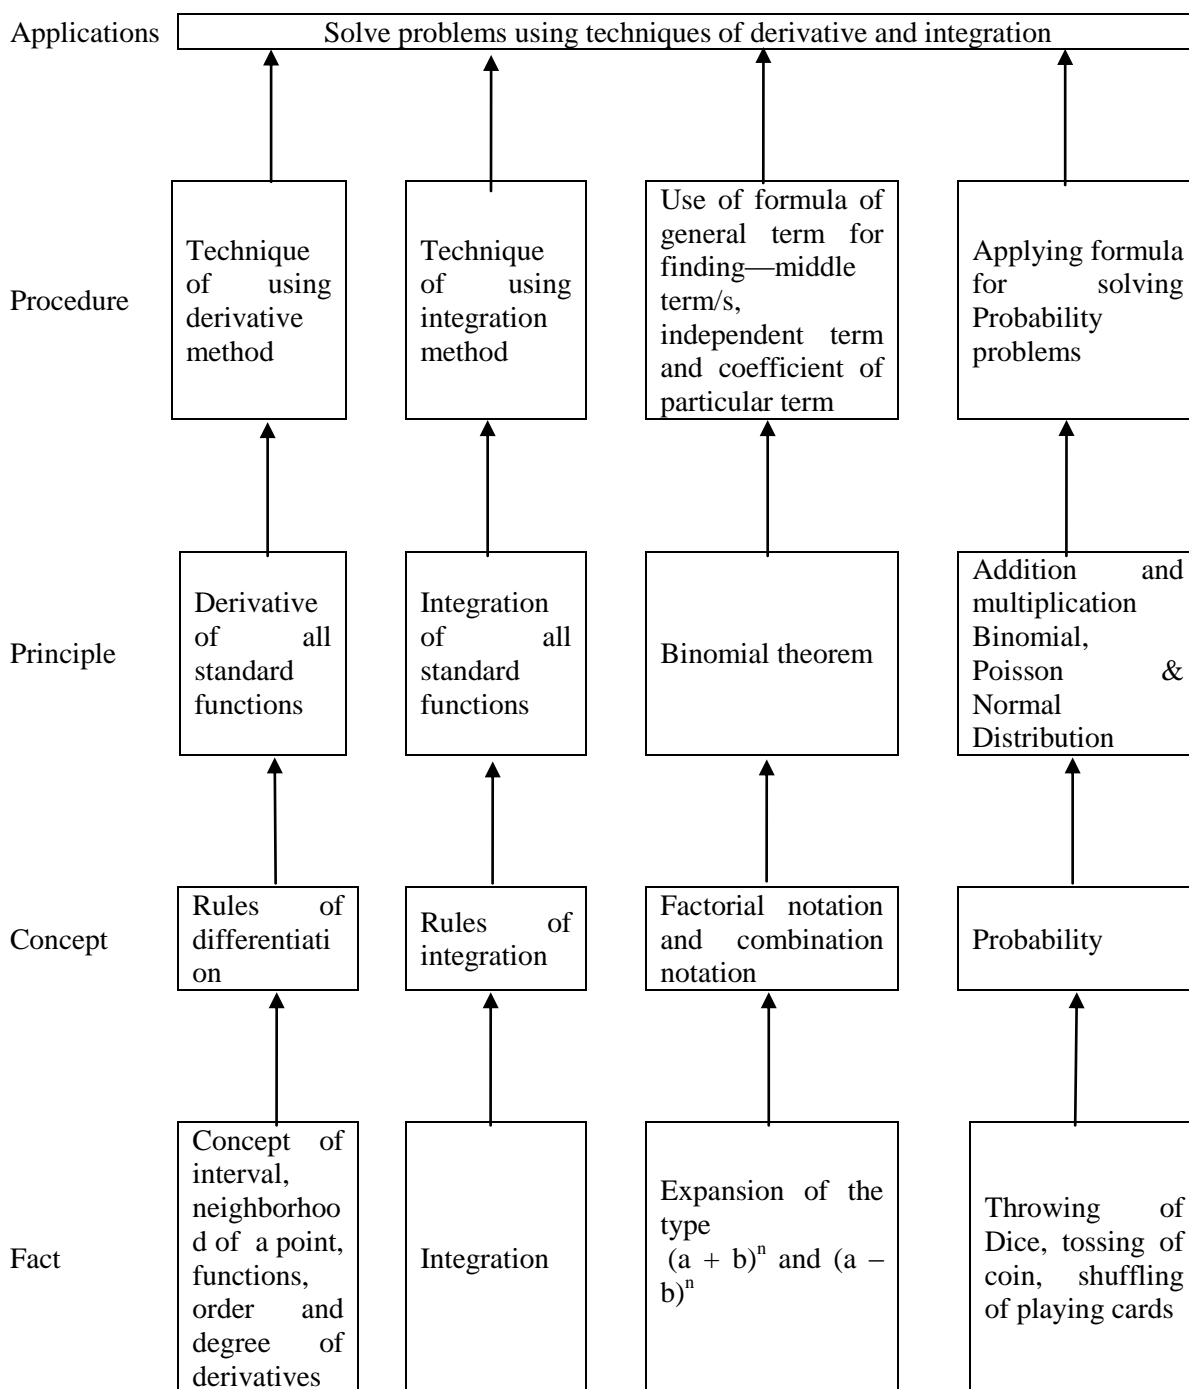 Applications
Solve problems using techniques of derivative and integration
Procedure
Technique
of using
derivative
method
Technique
of using
integration
method
Use of formula of
general term for
finding—middle
term/s,
independent term
and coefficient of
particular term
Applying formula
for solving
Probability
problems
Principle
Derivative
of all
standard
functions
Integration
of all
standard
functions
Binomial theorem
Addition and
multiplication
Binomial,
Poisson &
Normal
Distribution
Concept
Rules of
differentiati
on
Rules of
integration
Factorial notation
and combination
notation
Probability
Fact
Concept of
interval,
neighborhoo
d of a point,
functions,
order and
degree of
derivatives
Integration
Expansion of the
type
(a + b)^n and (a –
b)^n
Throwing of
Dice, tossing of
coin, shuffling
of playing cards